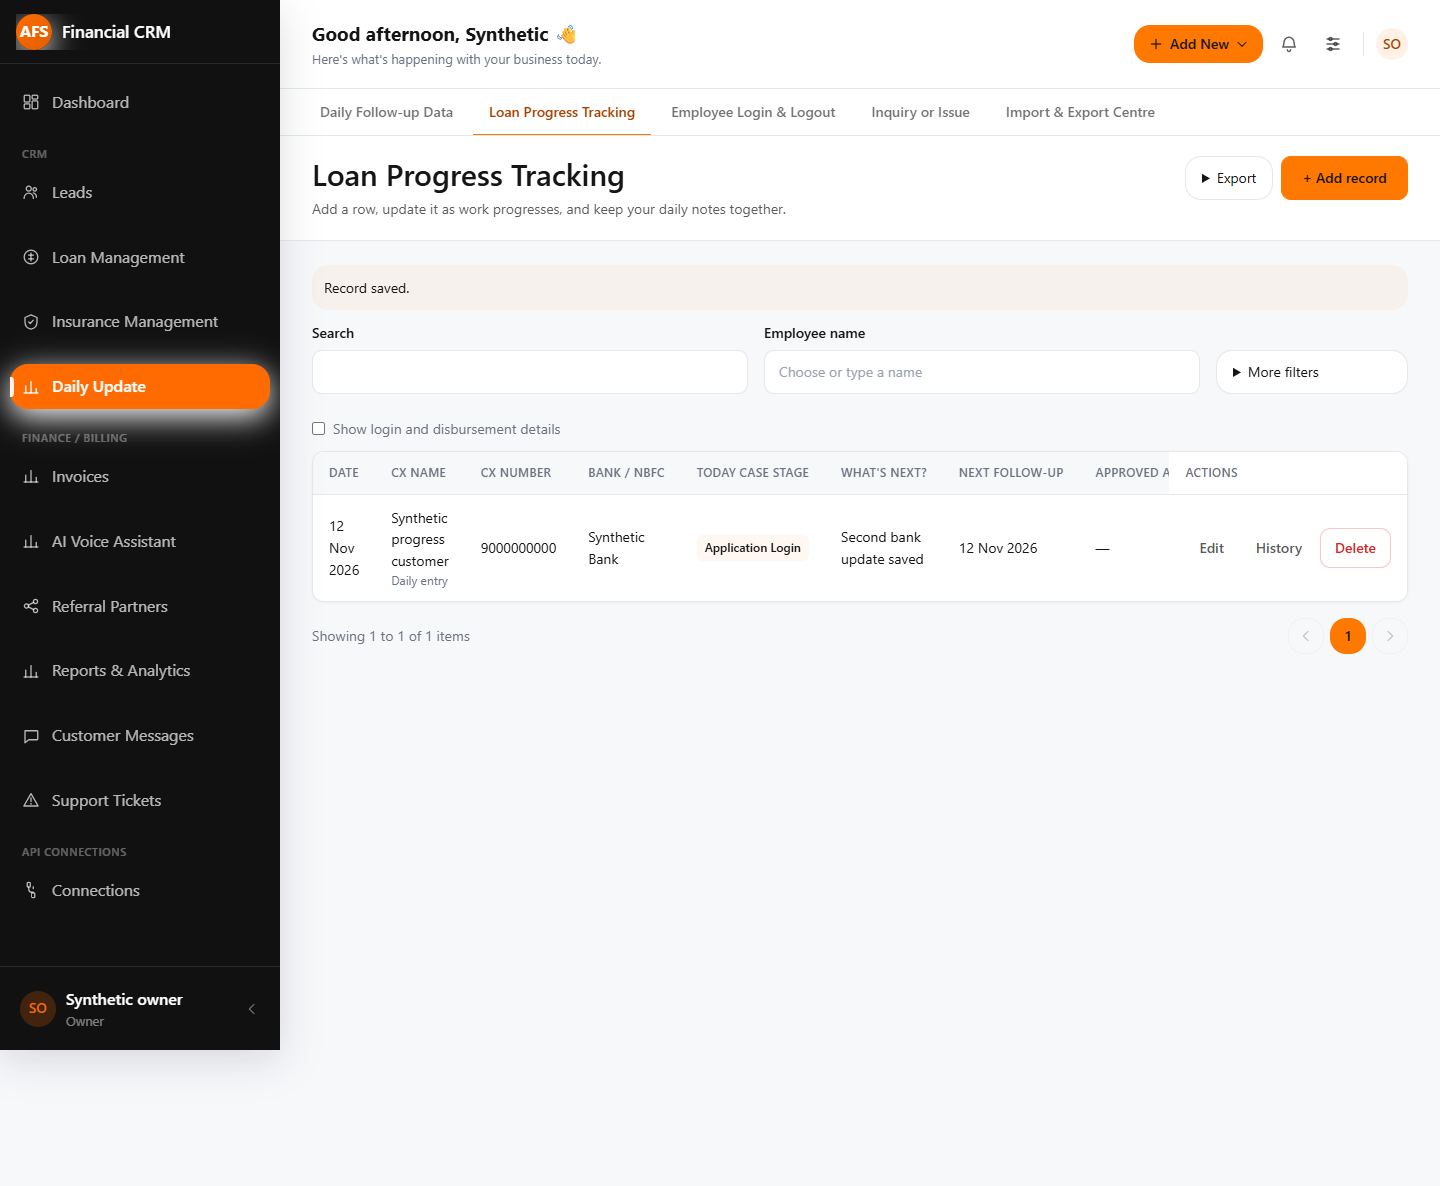 AFS Financial CRM
Dashboard
CRM
Leads
Loan Management
Insurance Management
Daily Update
FINANCE / BILLING
Invoices
AI Voice Assistant
Referral Partners
Reports & Analytics
Customer Messages
Support Tickets
API CONNECTIONS
Connections
SO Synthetic owner
Owner
Good afternoon, Synthetic 👋
Here's what's happening with your business today.
+ Add New
SO
Daily Follow-up Data Loan Progress Tracking Employee Login & Logout Inquiry or Issue Import & Export Centre
Loan Progress Tracking
Add a row, update it as work progresses, and keep your daily notes together.
Export
+ Add record
Record saved.
Search
Employee name
Choose or type a name
More filters
Show login and disbursement details
DATE CX NAME CX NUMBER BANK / NBFC TODAY CASE STAGE WHAT'S NEXT? NEXT FOLLOW-UP APPROVED A ACTIONS
12 Nov 2026
Synthetic progress customer
Daily entry
9000000000
Synthetic Bank
Application Login
Second bank update saved
12 Nov 2026
—
Edit History Delete
Showing 1 to 1 of 1 items
1